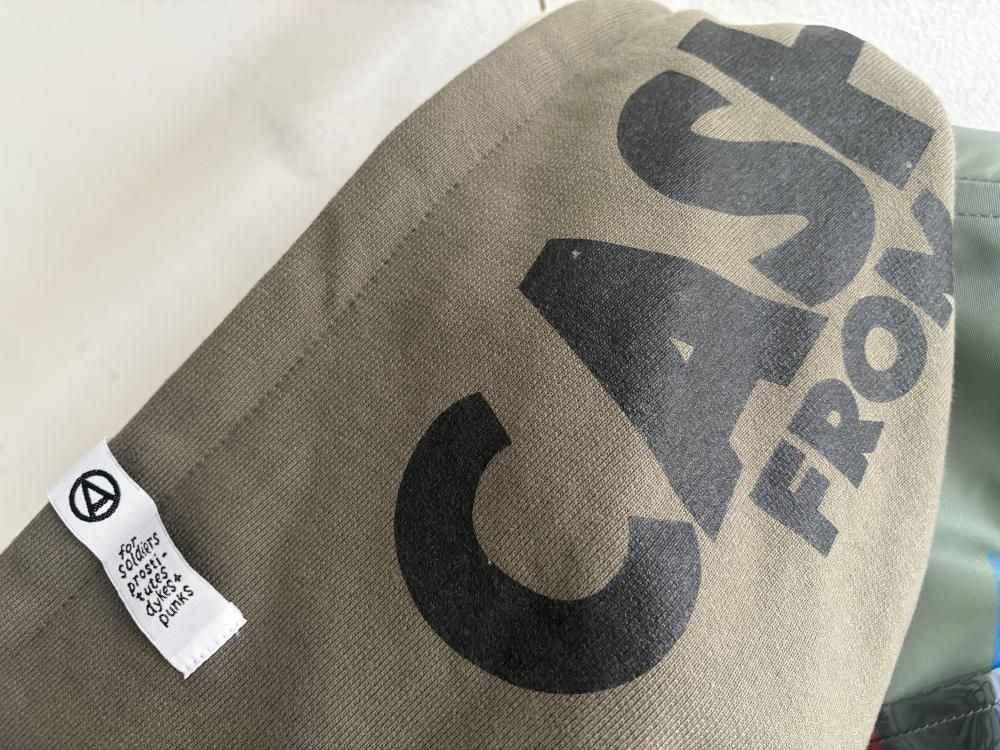 CASH
FROM
A
for
soldiers
prosti-
tutes
dykes+
punks